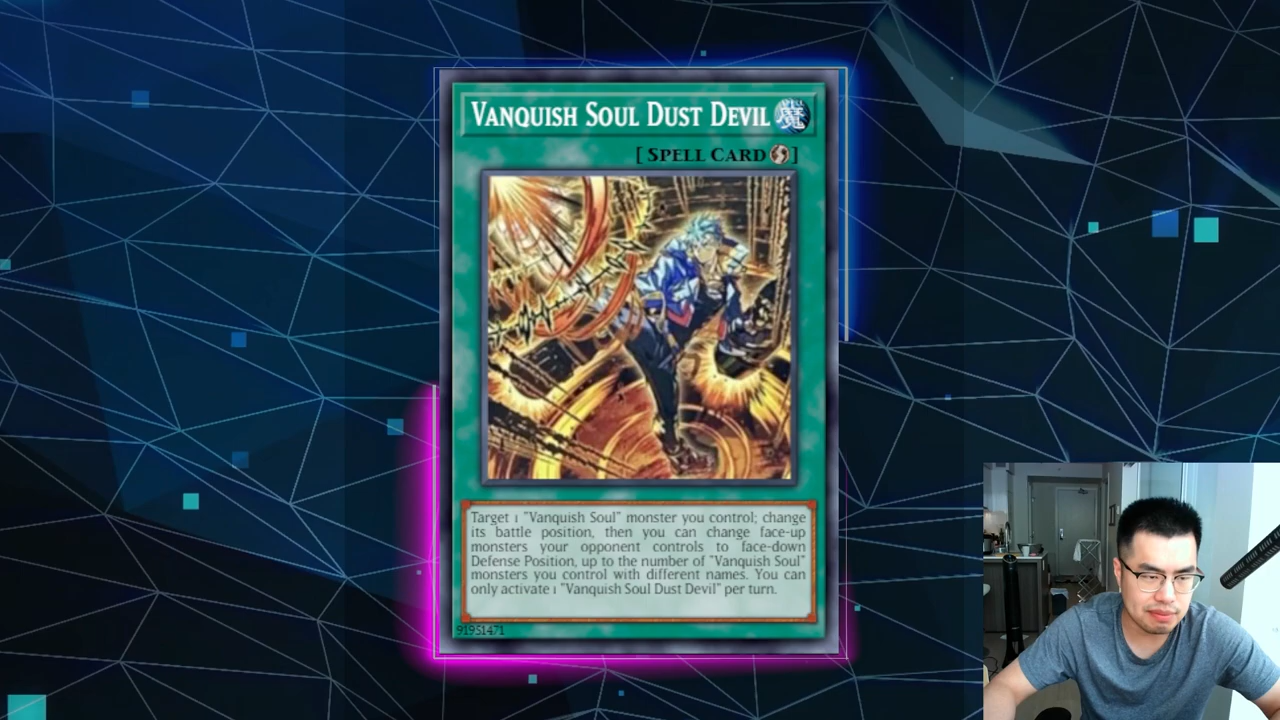 VANQUISH SOUL DUST DEVIL
SPELL
魔
[ SPELL CARD ]
Target 1 "Vanquish Soul" monster you control; change
its battle position, then you can change face-up
monsters your opponent controls to face-down
Defense Position, up to the number of "Vanquish Soul"
monsters you control with different names. You can
only activate 1 "Vanquish Soul Dust Devil" per turn.
91951471